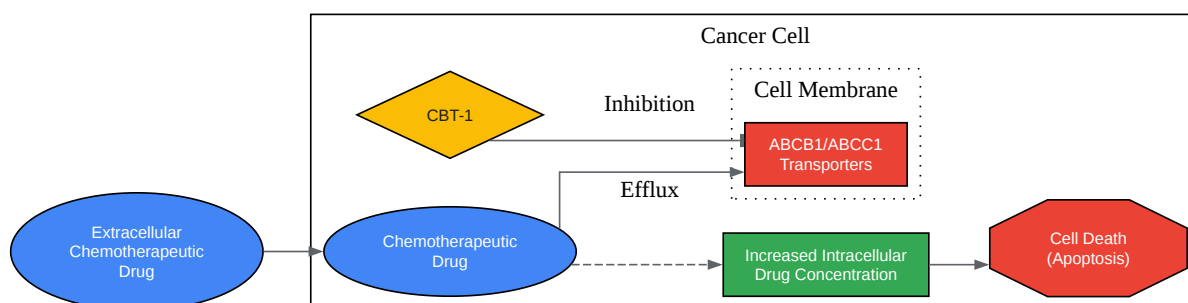 Cancer Cell
CBT-1
Inhibition
Cell Membrane
ABCB1/ABCC1
Transporters
Efflux
Extracellular
Chemotherapeutic
Drug
Chemotherapeutic
Drug
Increased Intracellular
Drug Concentration
Cell Death
(Apoptosis)